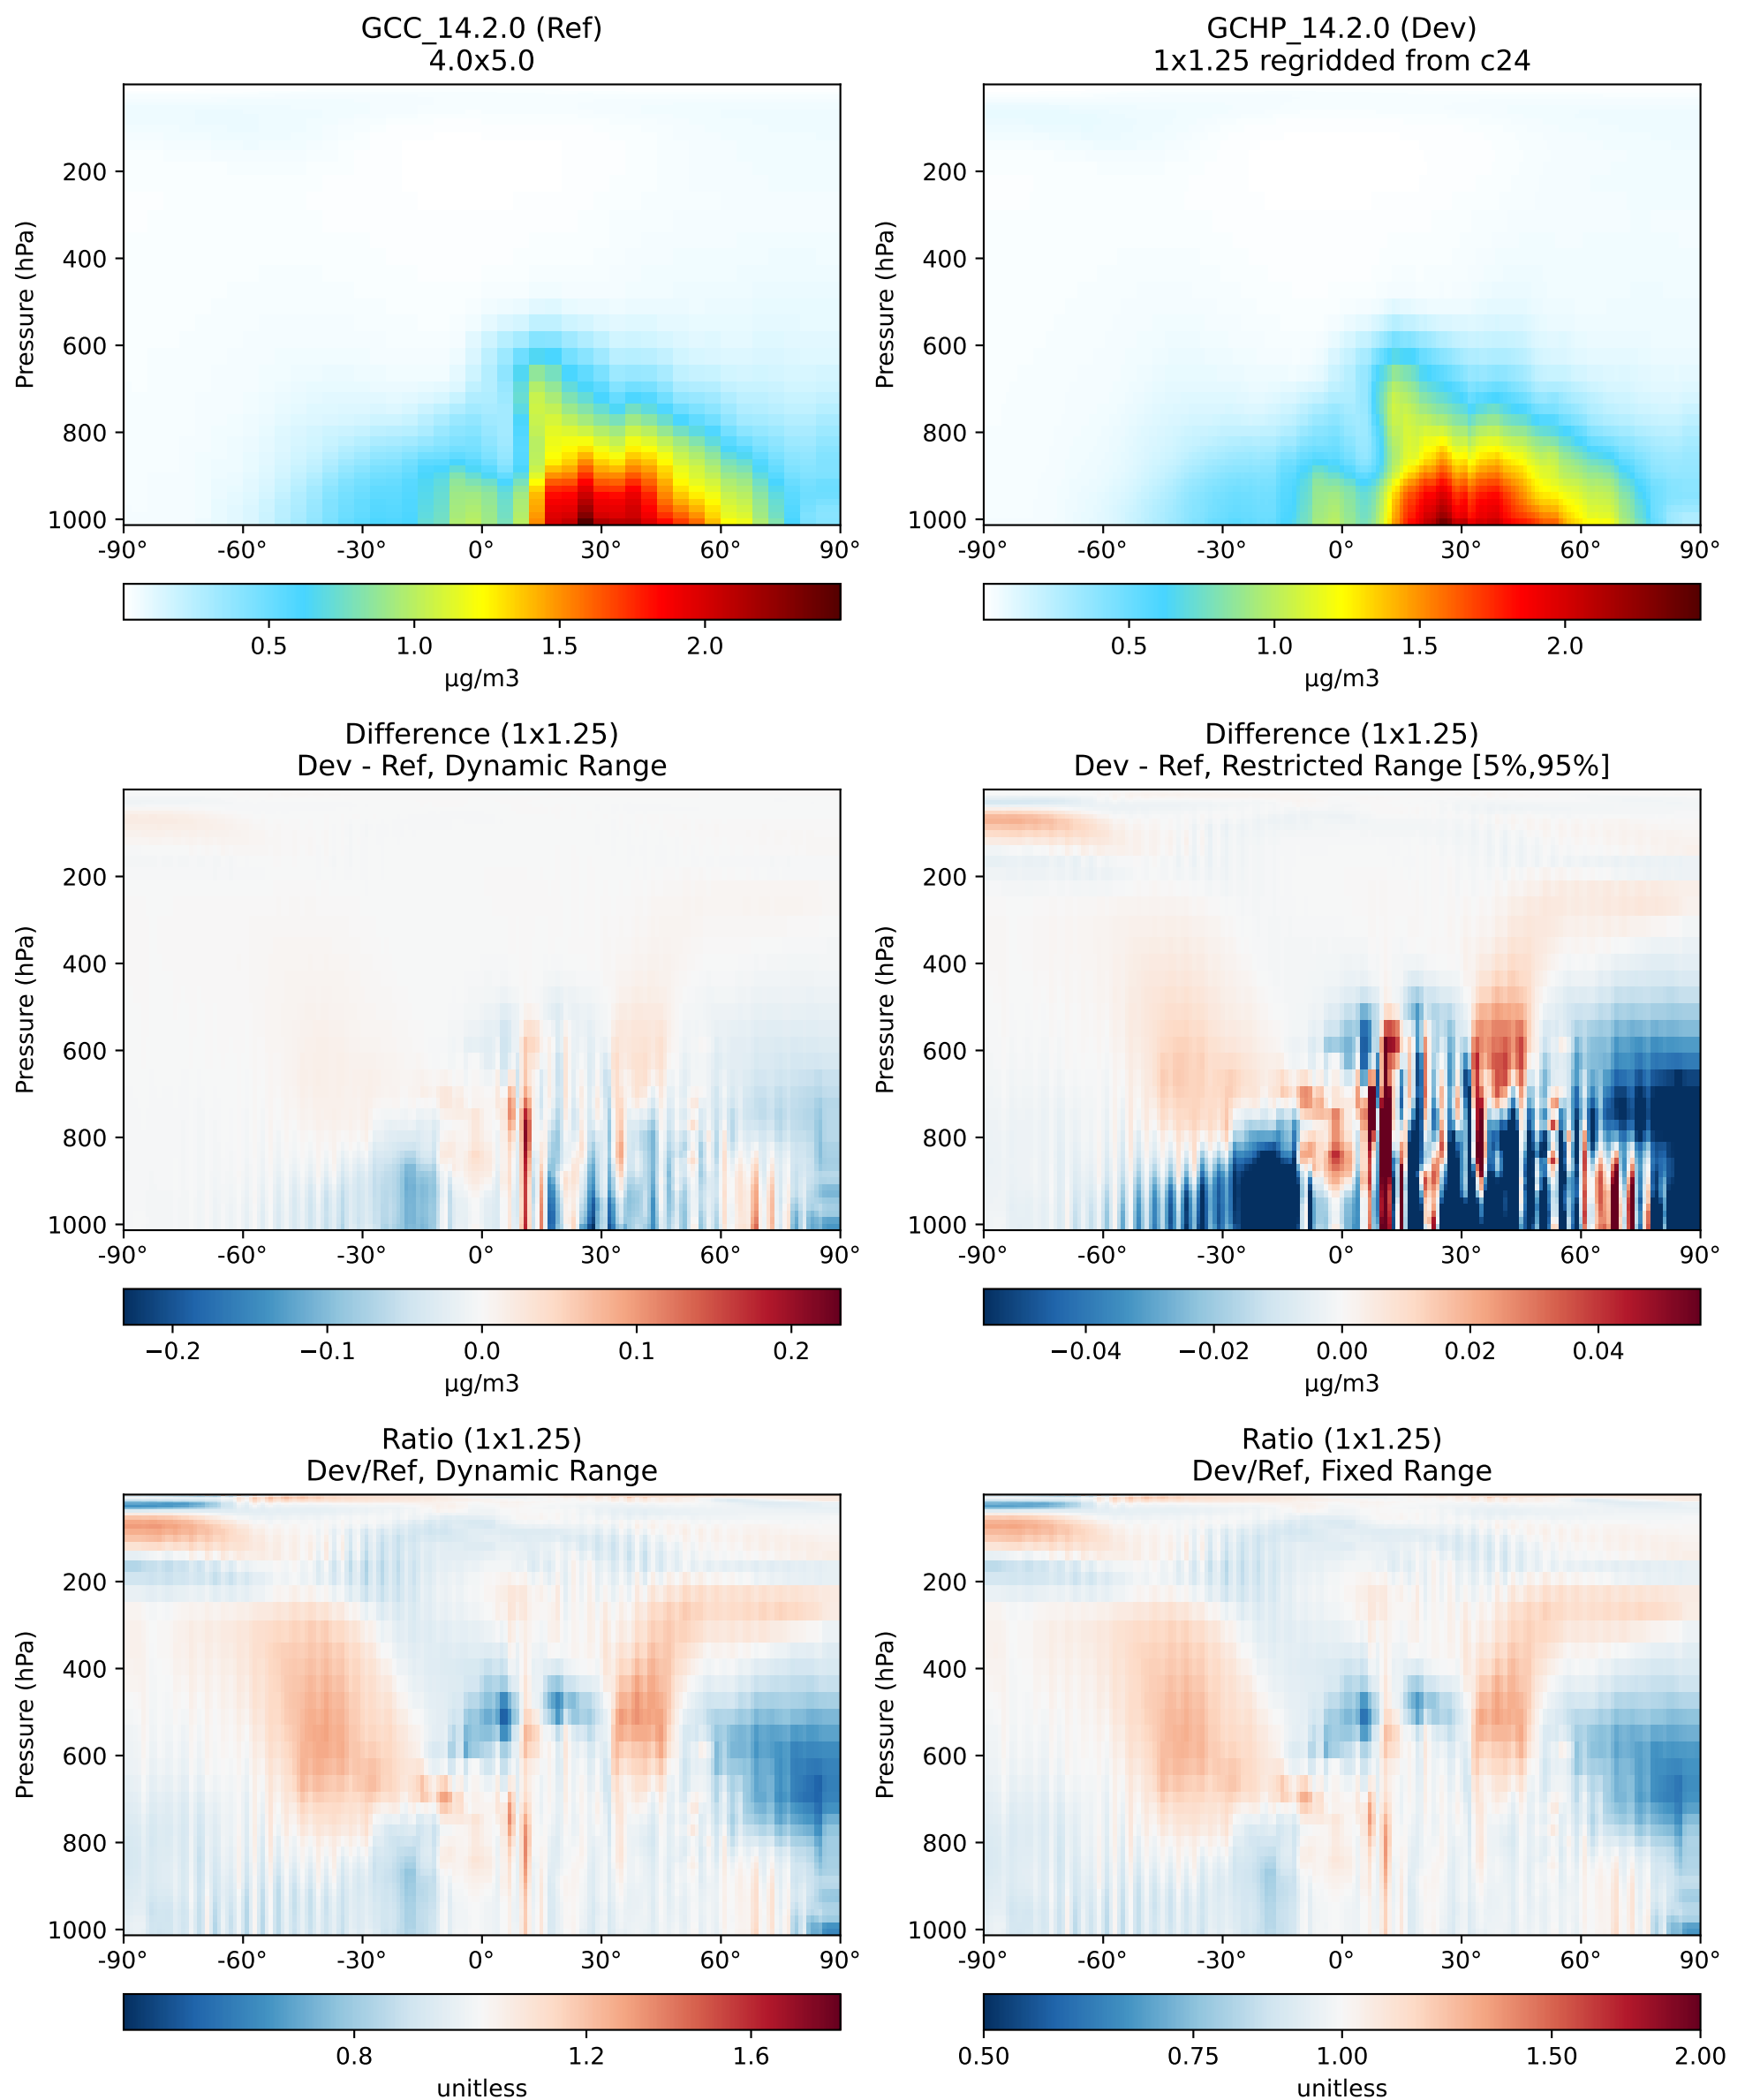 GCC_14.2.0 (Ref)
4.0x5.0
Pressure (hPa)
200
400
600
800
1000
-90° -60° -30° 0° 30° 60° 90°
0.5 1.0 1.5 2.0
μg/m3
GCHP_14.2.0 (Dev)
1x1.25 regridded from c24
Pressure (hPa)
200
400
600
800
1000
-90° -60° -30° 0° 30° 60° 90°
0.5 1.0 1.5 2.0
μg/m3
Difference (1x1.25)
Dev - Ref, Dynamic Range
Pressure (hPa)
200
400
600
800
1000
-90° -60° -30° 0° 30° 60° 90°
−0.2 −0.1 0.0 0.1 0.2
μg/m3
Difference (1x1.25)
Dev - Ref, Restricted Range [5%,95%]
Pressure (hPa)
200
400
600
800
1000
-90° -60° -30° 0° 30° 60° 90°
−0.04 −0.02 0.00 0.02 0.04
μg/m3
Ratio (1x1.25)
Dev/Ref, Dynamic Range
Pressure (hPa)
200
400
600
800
1000
-90° -60° -30° 0° 30° 60° 90°
0.8 1.2 1.6
unitless
Ratio (1x1.25)
Dev/Ref, Fixed Range
Pressure (hPa)
200
400
600
800
1000
-90° -60° -30° 0° 30° 60° 90°
0.50 0.75 1.00 1.50 2.00
unitless